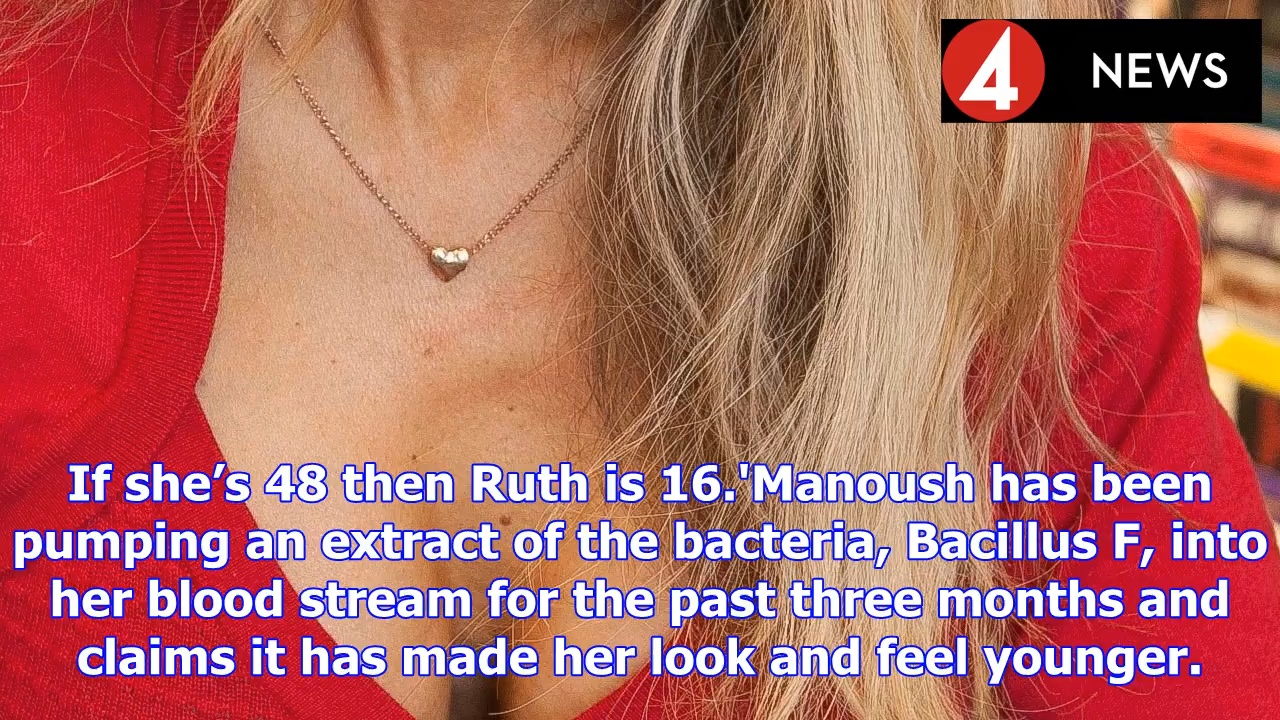 4 NEWS
If she’s 48 then Ruth is 16.'Manoush has been
pumping an extract of the bacteria, Bacillus F, into
her blood stream for the past three months and
claims it has made her look and feel younger.